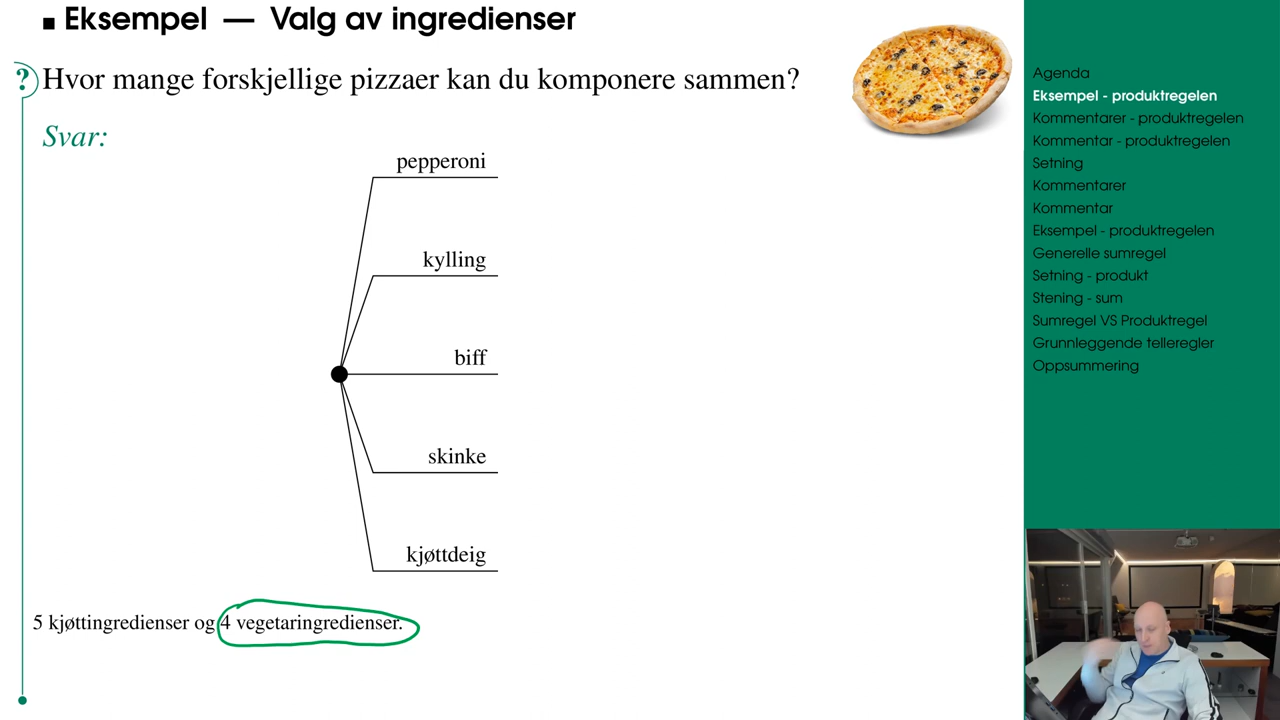 ▪ Eksempel — Valg av ingredienser
? Hvor mange forskjellige pizzaer kan du komponere sammen?
Svar:
pepperoni
kylling
biff
skinke
kjøttdeig
5 kjøttingredienser og 4 vegetaringredienser.
Agenda
Eksempel - produktregelen
Kommentarer - produktregelen
Kommentar - produktregelen
Setning
Kommentarer
Kommentar
Eksempel - produktregelen
Generelle sumregel
Setning - produkt
Stening - sum
Sumregel VS Produktregel
Grunnleggende telleregler
Oppsummering